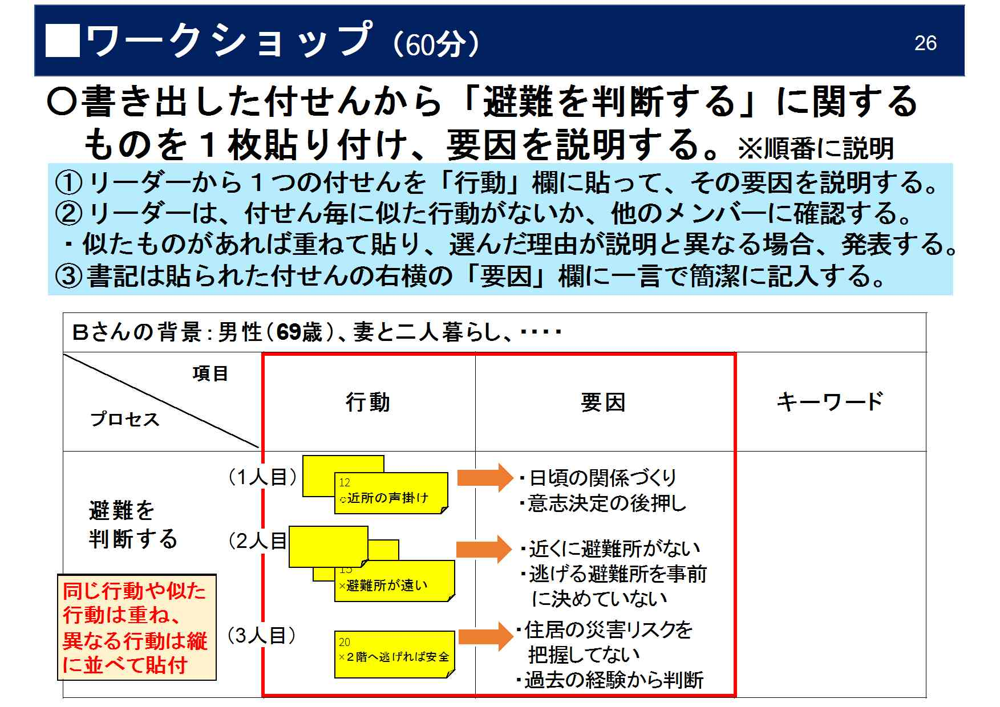 ■ワークショップ（60分）
26
〇書き出した付せんから「避難を判断する」に関する
ものを１枚貼り付け、要因を説明する。※順番に説明
①リーダーから１つの付せんを「行動」欄に貼って、その要因を説明する。
②リーダーは、付せん毎に似た行動がないか、他のメンバーに確認する。
・似たものがあれば重ねて貼り、選んだ理由が説明と異なる場合、発表する。
③書記は貼られた付せんの右横の「要因」欄に一言で簡潔に記入する。
Ｂさんの背景：男性（69歳）、妻と二人暮らし、・・・・
項目
プロセス
行動
要因
キーワード
避難を
判断する
（1人目）
12
○近所の声掛け
・日頃の関係づくり
・意志決定の後押し
（2人目
15
×避難所が遠い
・近くに避難所がない
・逃げる避難所を事前
に決めていない
（3人目）
20
×２階へ逃げれば安全
・住居の災害リスクを
把握してない
・過去の経験から判断
同じ行動や似た
行動は重ね、
異なる行動は縦
に並べて貼付